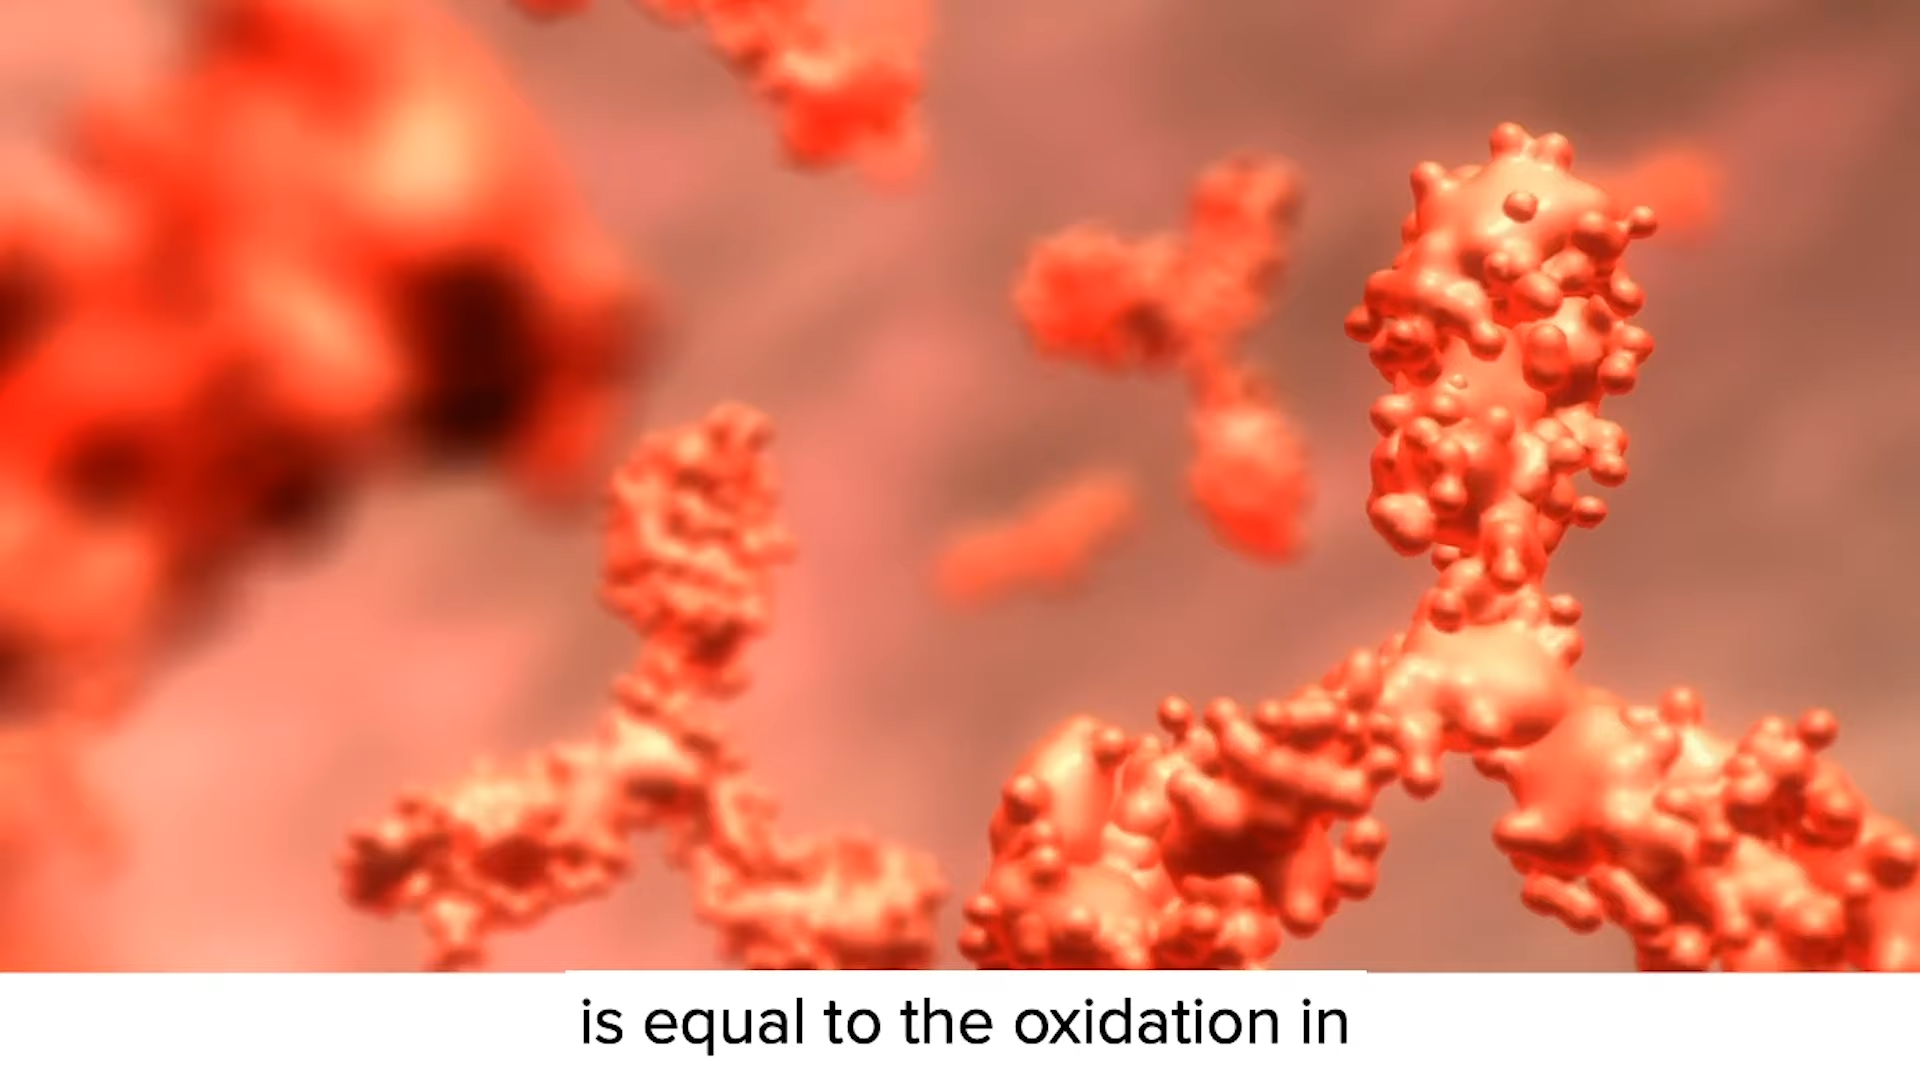 is equal to the oxidation in